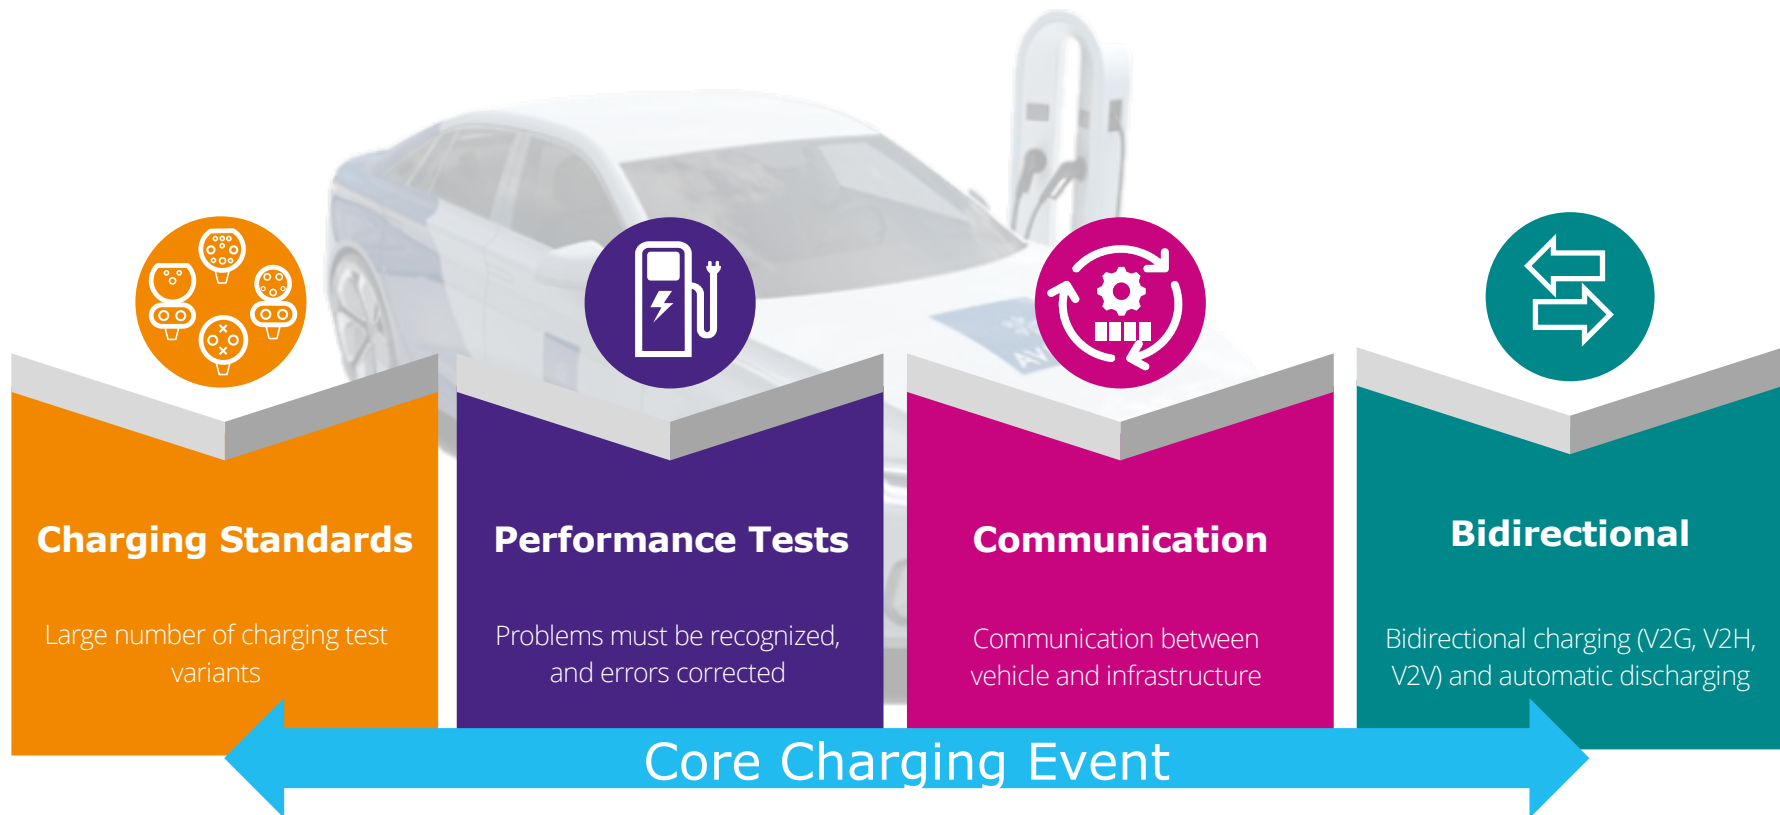 Charging Standards
Large number of charging test
variants
Performance Tests
Problems must be recognized,
and errors corrected
Communication
Communication between
vehicle and infrastructure
Bidirectional
Bidirectional charging (V2G, V2H,
V2V) and automatic discharging
Core Charging Event